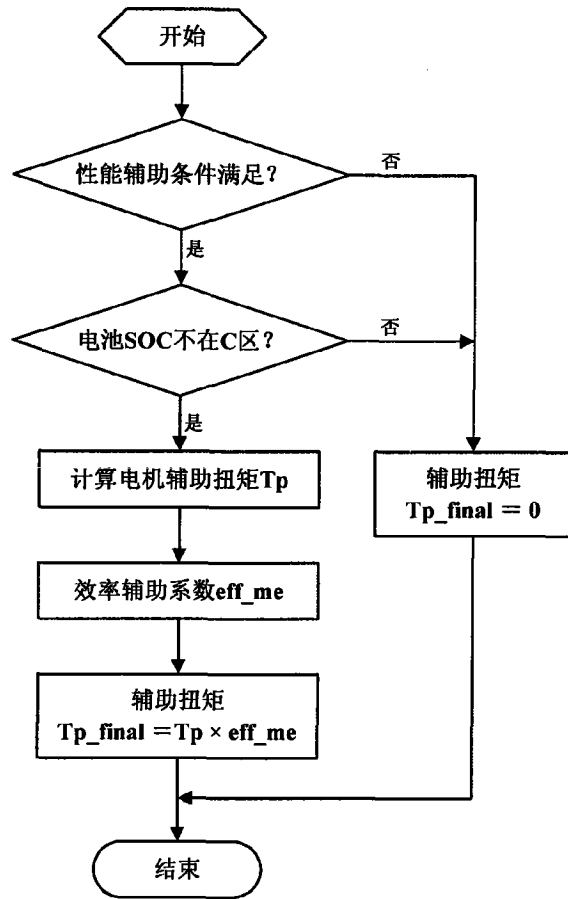 开始
性能辅助条件满足？
否
是
电池SOC不在C区？
否
是
计算电机辅助扭矩Tp
辅助扭矩
Tp_final ＝ 0
效率辅助系数eff_me
辅助扭矩
Tp_final ＝Tp × eff_me
结束